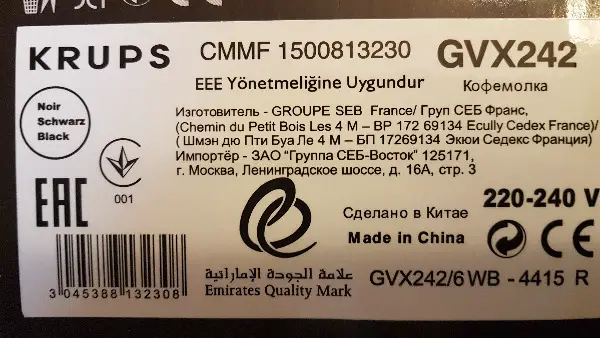 KRUPS
CMMF 1500813230
GVX242
EEE Yönetmeliğine Uygundur
Кофемолка
Noir
Schwarz
Black
Изготовитель - GROUPE SEB France/ Груп СЕБ Франс,
(Chemin du Petit Bois Les 4 M – BP 172 69134 Ecully Cedex France)/
( Шмэн дю Пти Буа Ле 4 М – БП 17269134 Экюи Седекс Франция)
Импортёр - ЗАО "Группа СЕБ-Восток" 125171,
г. Москва, Ленинградское шоссе, д. 16А, стр. 3
001
EAC
220-240 V
Сделано в Китае
Made in China
CE
علامة الجودة الإماراتية
Emirates Quality Mark
GVX242/6 WB - 4415 R
3 045388 132308